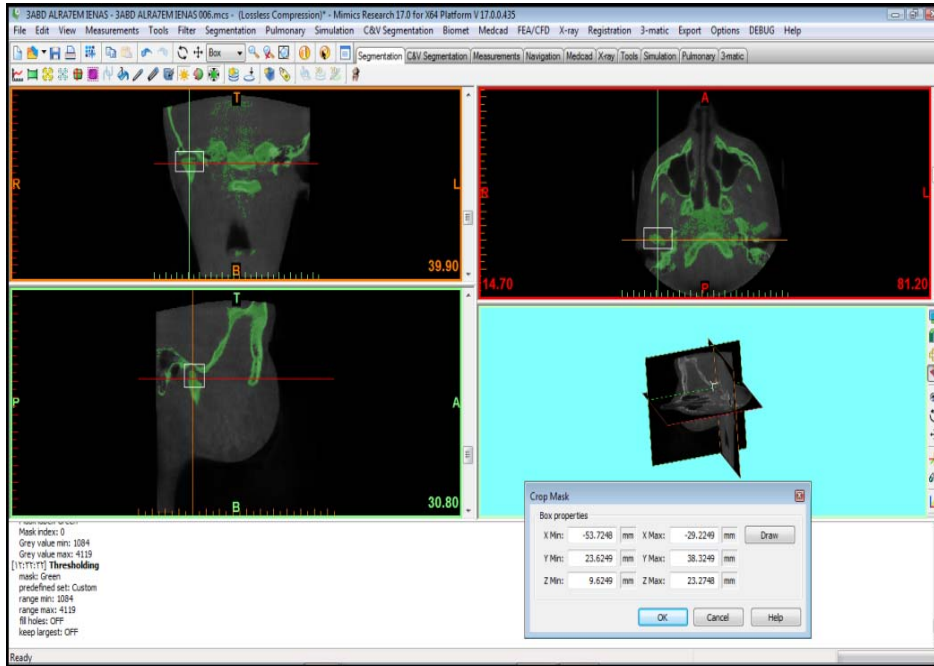 3ABD ALRA7EM IENAS - 3ABD ALRA7EM IENAS 006.mcs - (Lossless Compression)* - Mimics Research 17.0 for X64 Platform V 17.0.0.435
File Edit View Measurements Tools Filter Segmentation Pulmonary Simulation C&V Segmentation Biomet Medcad FEA/CFD X-ray Registration 3-matic Export Options DEBUG Help
Box
Segmentation C&V Segmentation Measurements Navigation Medcad X-ray Tools Simulation Pulmonary 3-matic
T
R
L
B
39.90
A
R
L
P
14.70
81.20
T
P
A
B
30.80
Mask index: 0
Grey value min: 1084
Grey value max: 4119
Thresholding
mask: Green
predefined set: Custom
range min: 1084
range max: 4119
fill holes: OFF
keep largest: OFF
Crop Mask
Box properties
X Min: -53.7248 mm X Max: -29.2249 mm Draw
Y Min: 23.6249 mm Y Max: 38.3249 mm
Z Min: 9.6249 mm Z Max: 23.2748 mm
OK Cancel Help
Ready